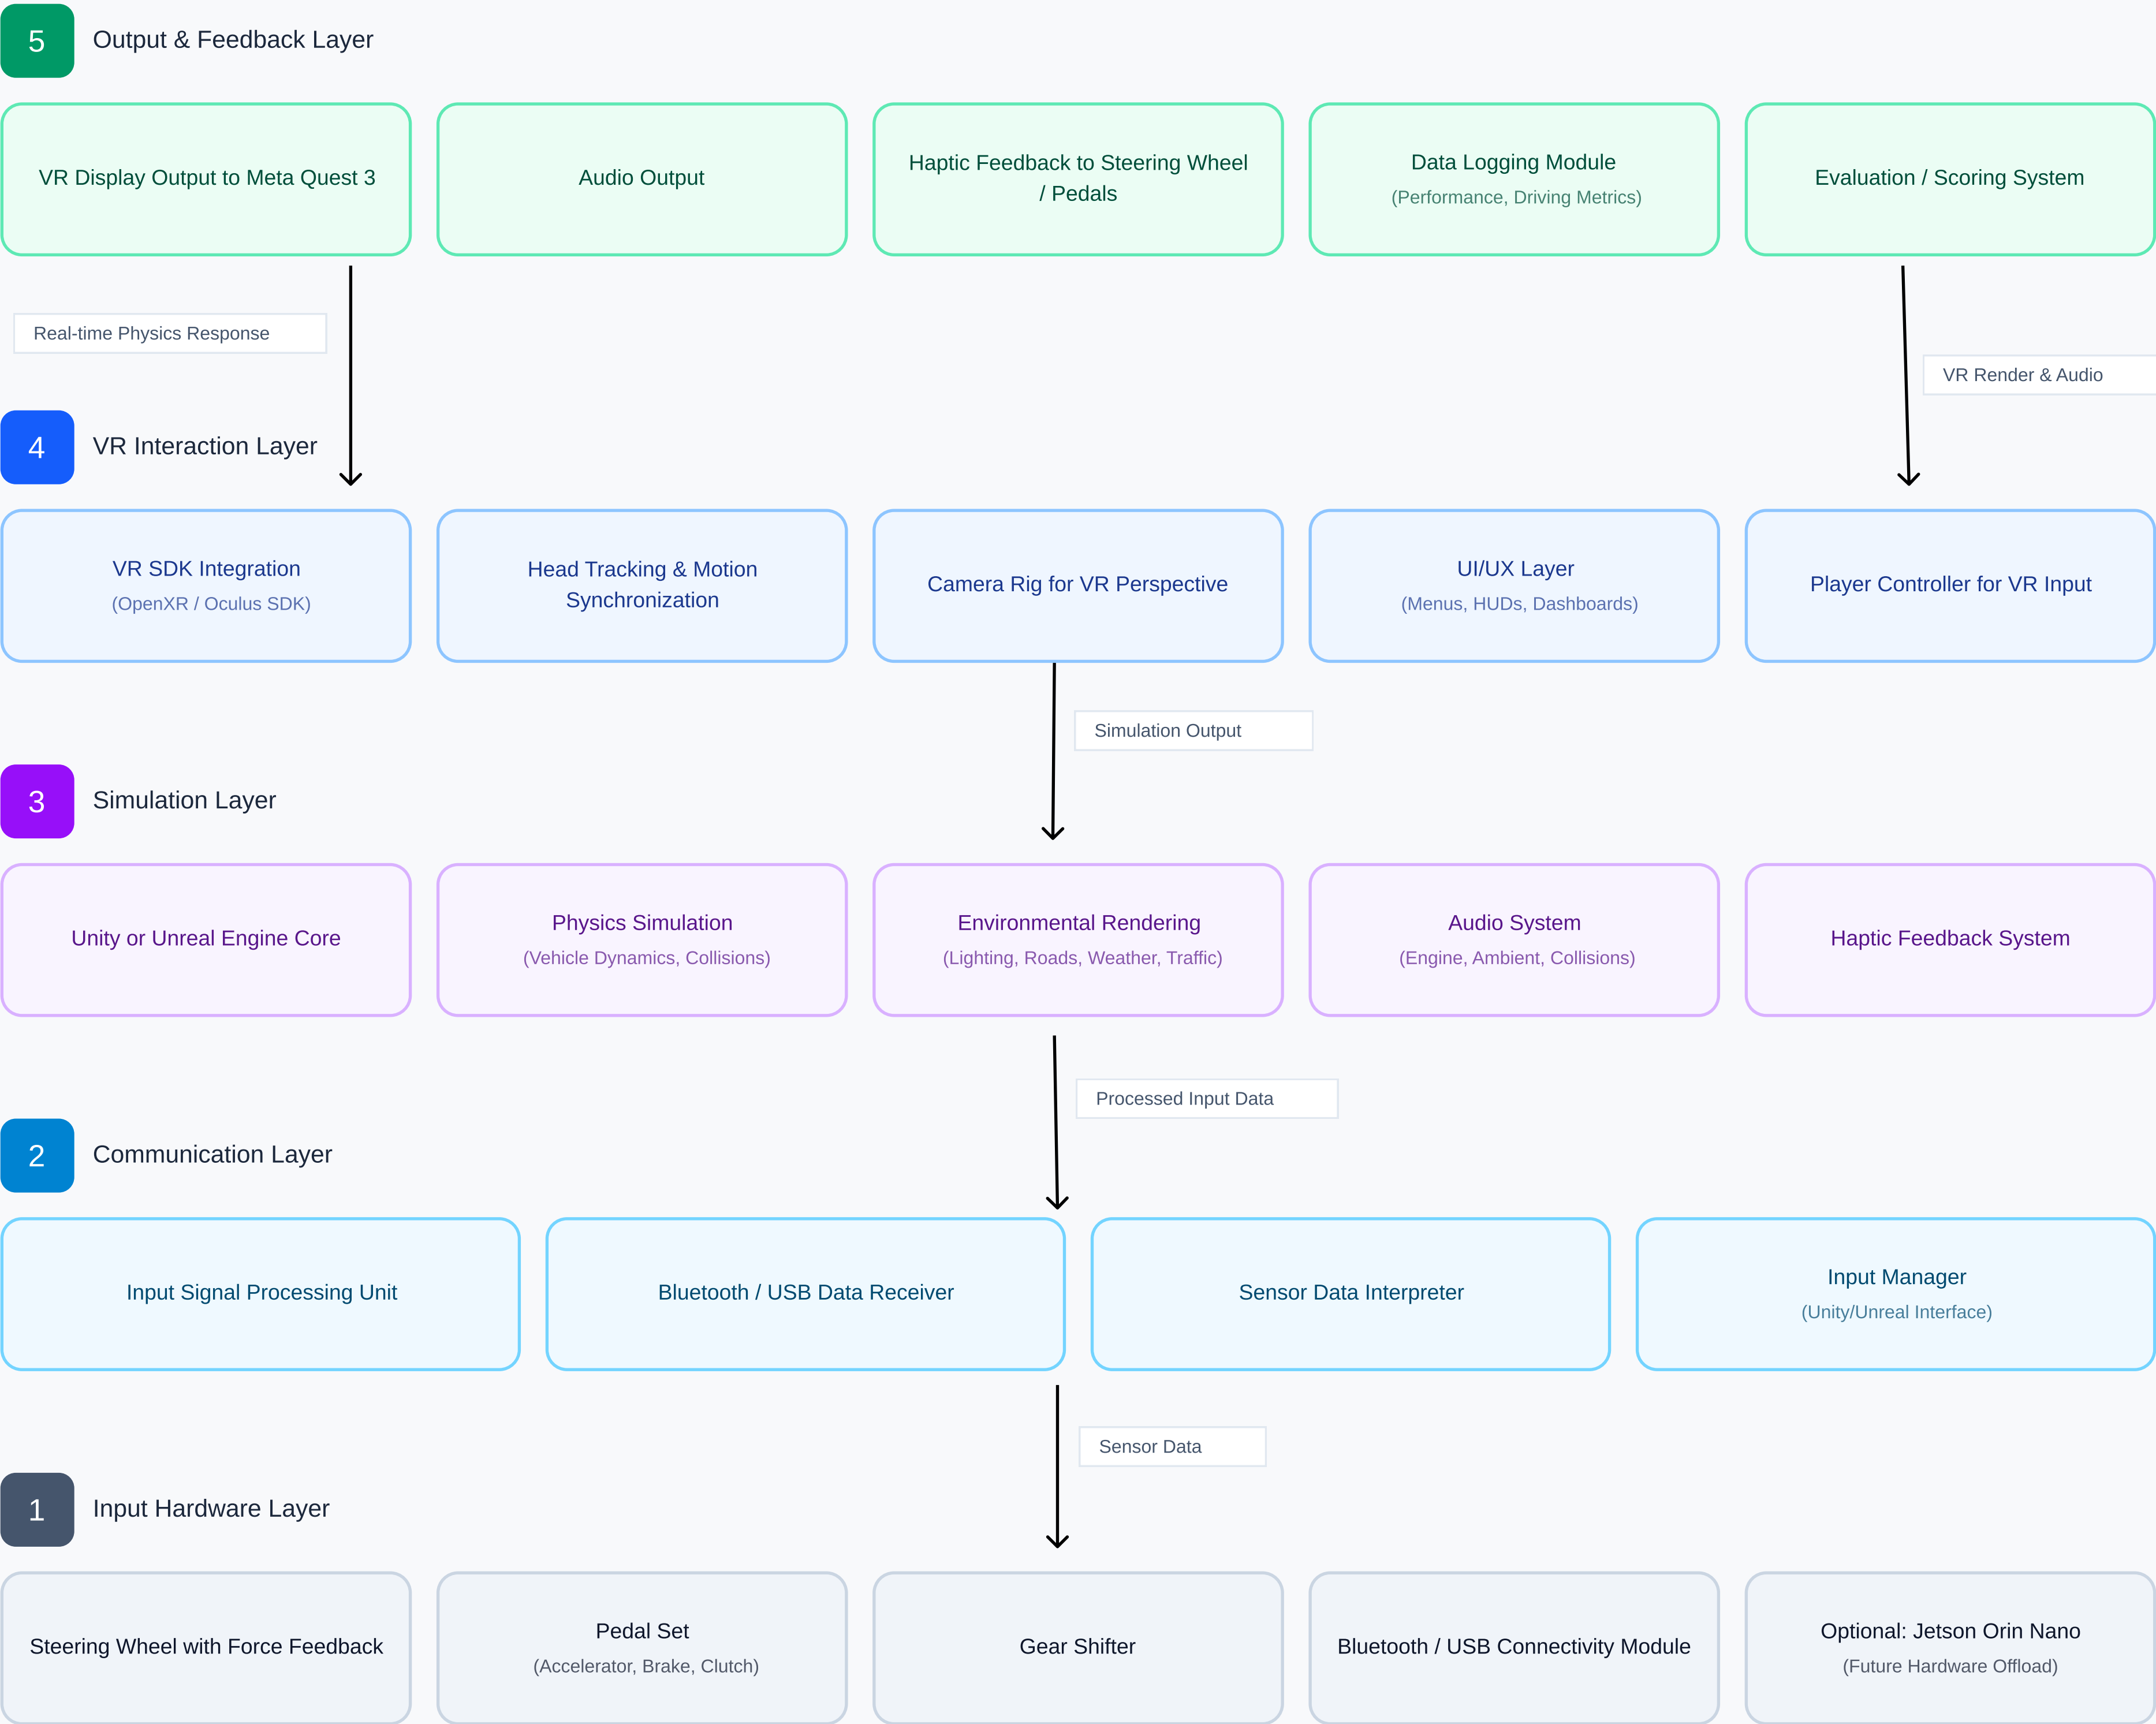 5
Output & Feedback Layer
VR Display Output to Meta Quest 3
Audio Output
Haptic Feedback to Steering Wheel
/ Pedals
Data Logging Module
(Performance, Driving Metrics)
Evaluation / Scoring System
Real-time Physics Response
VR Render & Audio
4
VR Interaction Layer
VR SDK Integration
(OpenXR / Oculus SDK)
Head Tracking & Motion
Synchronization
Camera Rig for VR Perspective
UI/UX Layer
(Menus, HUDs, Dashboards)
Player Controller for VR Input
Simulation Output
3
Simulation Layer
Unity or Unreal Engine Core
Physics Simulation
(Vehicle Dynamics, Collisions)
Environmental Rendering
(Lighting, Roads, Weather, Traffic)
Audio System
(Engine, Ambient, Collisions)
Haptic Feedback System
Processed Input Data
2
Communication Layer
Input Signal Processing Unit
Bluetooth / USB Data Receiver
Sensor Data Interpreter
Input Manager
(Unity/Unreal Interface)
Sensor Data
1
Input Hardware Layer
Steering Wheel with Force Feedback
Pedal Set
(Accelerator, Brake, Clutch)
Gear Shifter
Bluetooth / USB Connectivity Module
Optional: Jetson Orin Nano
(Future Hardware Offload)